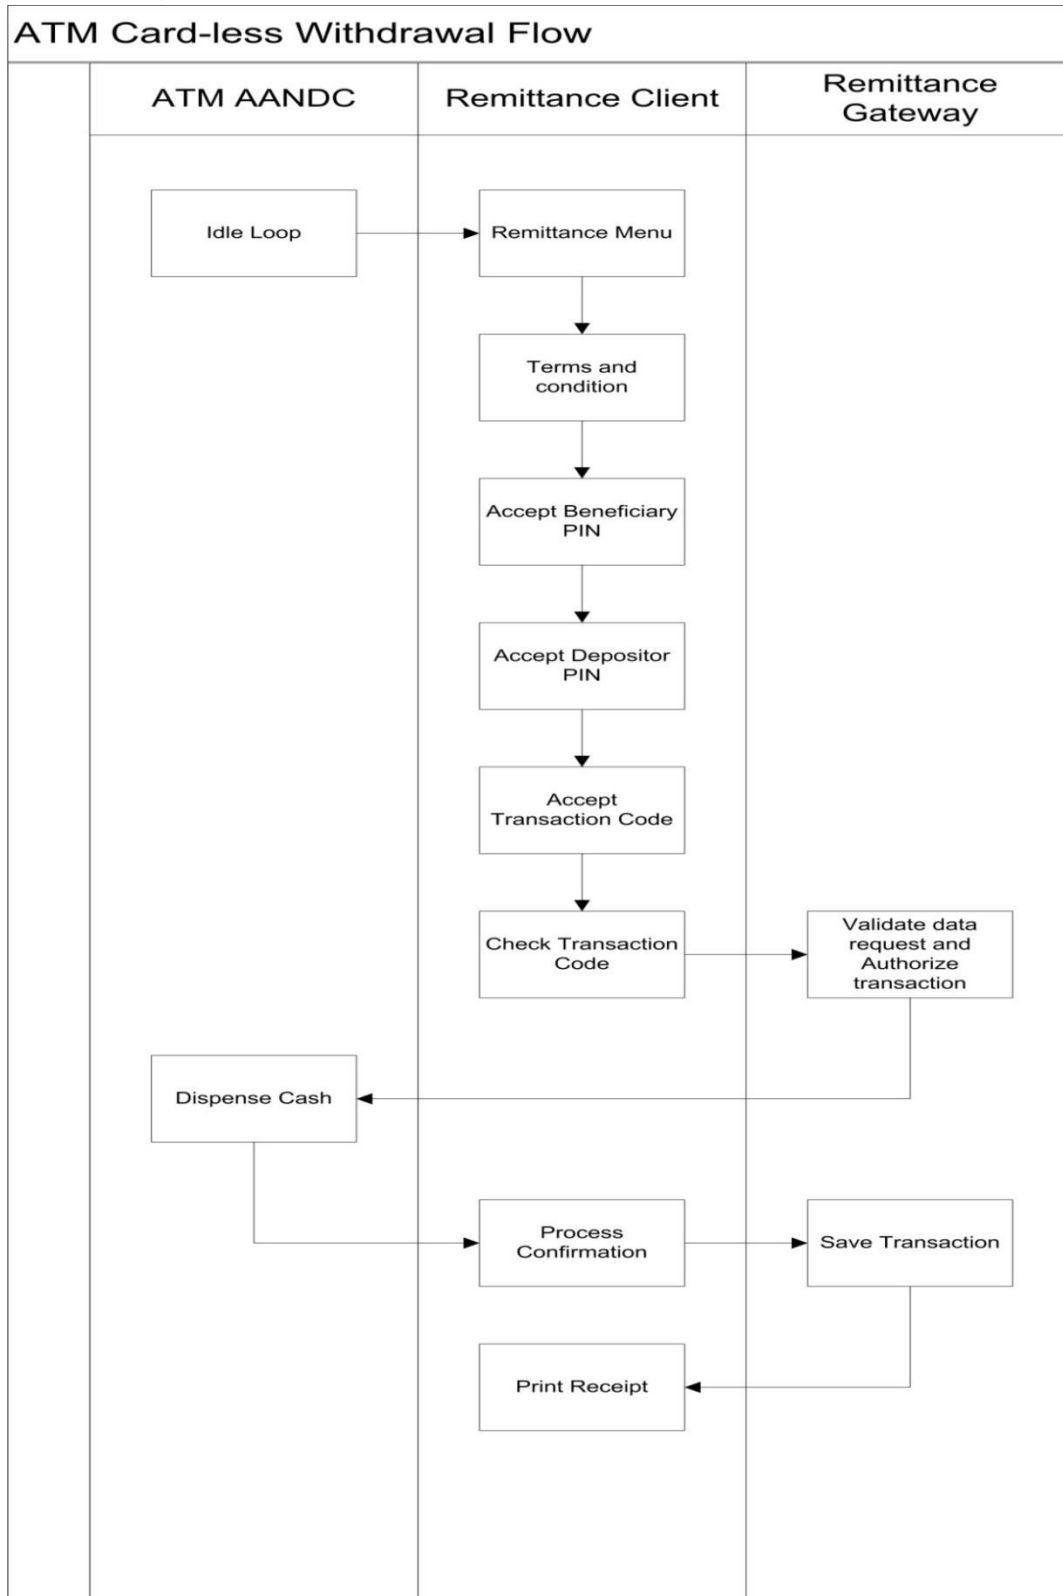 ATM Card-less Withdrawal Flow
ATM AANDC
Remittance Client
Remittance
Gateway
Idle Loop
Remittance Menu
Terms and
condition
Accept Beneficiary
PIN
Accept Depositor
PIN
Accept
Transaction Code
Check Transaction
Code
Validate data
request and
Authorize
transaction
Dispense Cash
Process
Confirmation
Save Transaction
Print Receipt